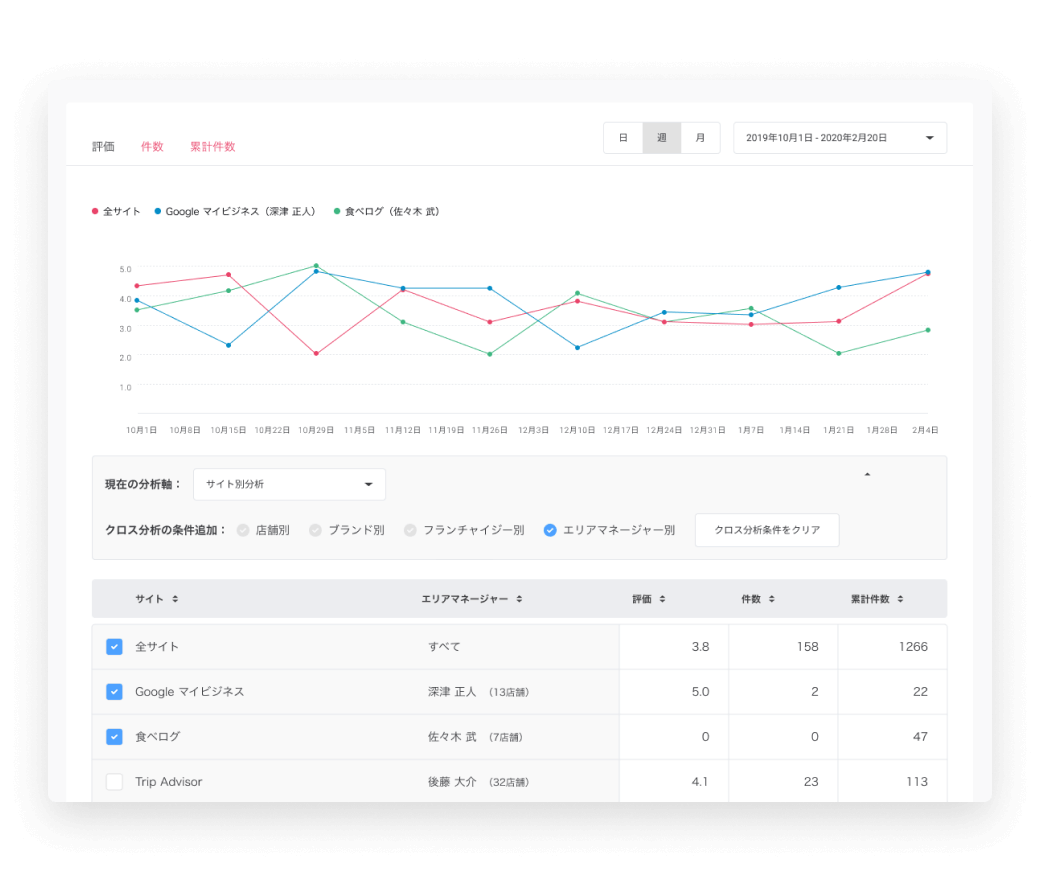 評価 件数 累計件数 日 週 月 2019年10月1日 - 2020年2月20日
全サイト Google マイビジネス（深津 正人） 食べログ（佐々木 武）
5.0
4.0
3.0
2.0
1.0
10月1日 10月8日 10月15日 10月22日 10月29日 11月5日 11月12日 11月19日 11月26日 12月3日 12月10日 12月17日 12月24日 12月31日 1月7日 1月14日 1月21日 1月28日 2月4日
現在の分析軸： サイト別分析
クロス分析の条件追加： 店舗別 ブランド別 フランチャイジー別 エリアマネージャー別 クロス分析条件をクリア
サイト エリアマネージャー 評価 件数 累計件数
全サイト すべて 3.8 158 1266
Google マイビジネス 深津 正人 （13店舗） 5.0 2 22
食べログ 佐々木 武 （7店舗） 0 0 47
Trip Advisor 後藤 大介 （32店舗） 4.1 23 113